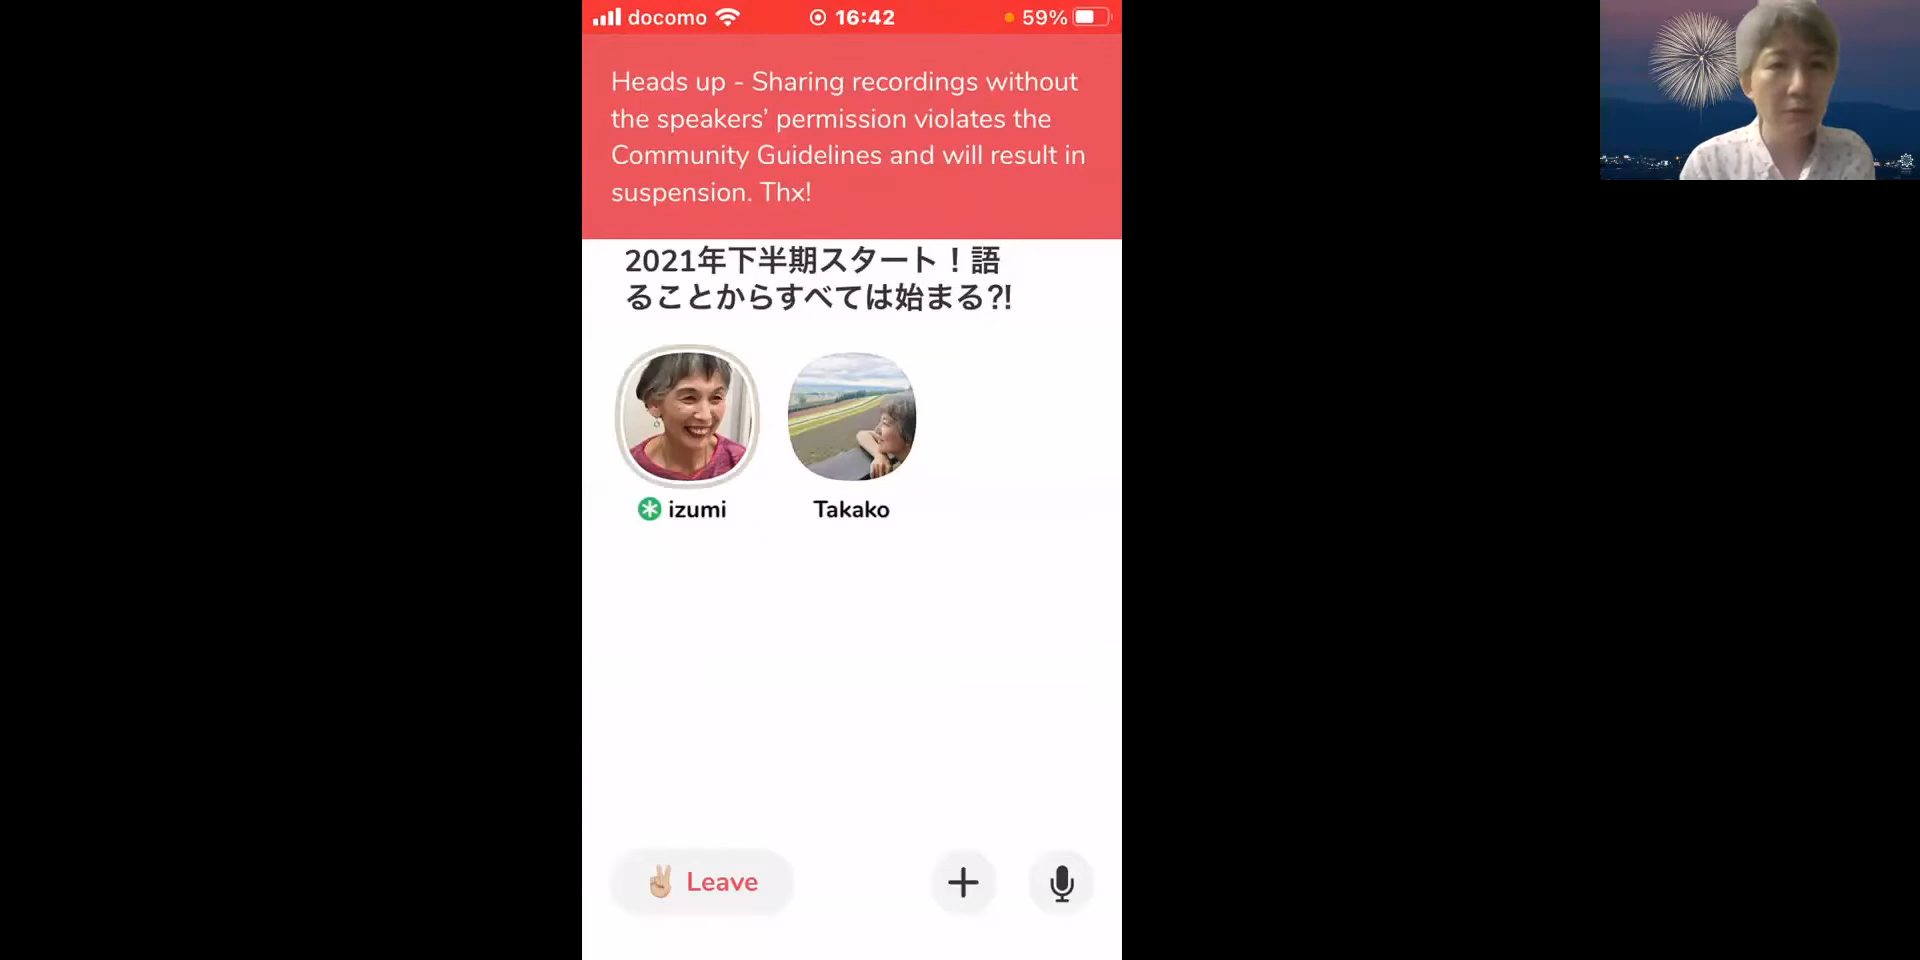 docomo 16:42 59%
Heads up - Sharing recordings without
the speakers’ permission violates the
Community Guidelines and will result in
suspension. Thx!
2021年下半期スタート！語
ることからすべては始まる?!
izumi Takako
Leave